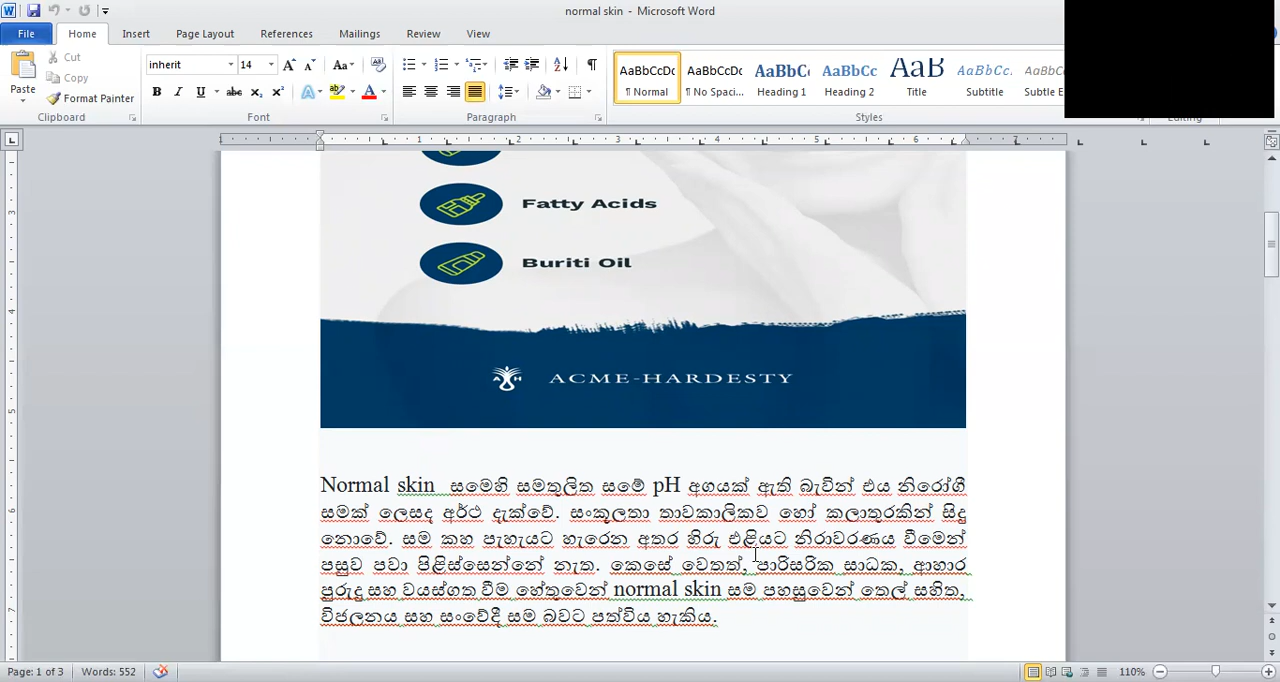 normal skin - Microsoft Word
File Home Insert Page Layout References Mailings Review View
Cut
Copy
Paste
Format Painter
inherit 14
AaBbCcDc AaBbCcDc AaBbC AaBbCc AaB AaBbCc. AaBbCc
¶ Normal ¶ No Spaci... Heading 1 Heading 2 Title Subtitle Subtle E
Clipboard Font Paragraph Styles Editing
Fatty Acids
Buriti Oil
A H ACME-HARDESTY
Normal skin සමෙහි සමතුලිත සමේ pH අගයක් ඇති බැවින් එය නිරෝගී
සමක් ලෙසද අර්ථ දැක්වේ. සංකූලතා තාවකාලිකව හෝ කලාතුරකින් සිදු
නොවේ. සම කහ පැහැයට හැරෙන අතර හිරු එළියට නිරාවරණය වීමෙන්
පසුව පවා පිළිස්සෙන්නේ නැත. කෙසේ වෙතත්, පාරිසරික සාධක, ආහාර
පුරුදු සහ වයස්ගත වීම හේතුවෙන් normal skin සම පහසුවෙන් තෙල් සහිත,
විජලනය සහ සංවේදී සම බවට පත්විය හැකිය.
Page: 1 of 3 Words: 552 110%